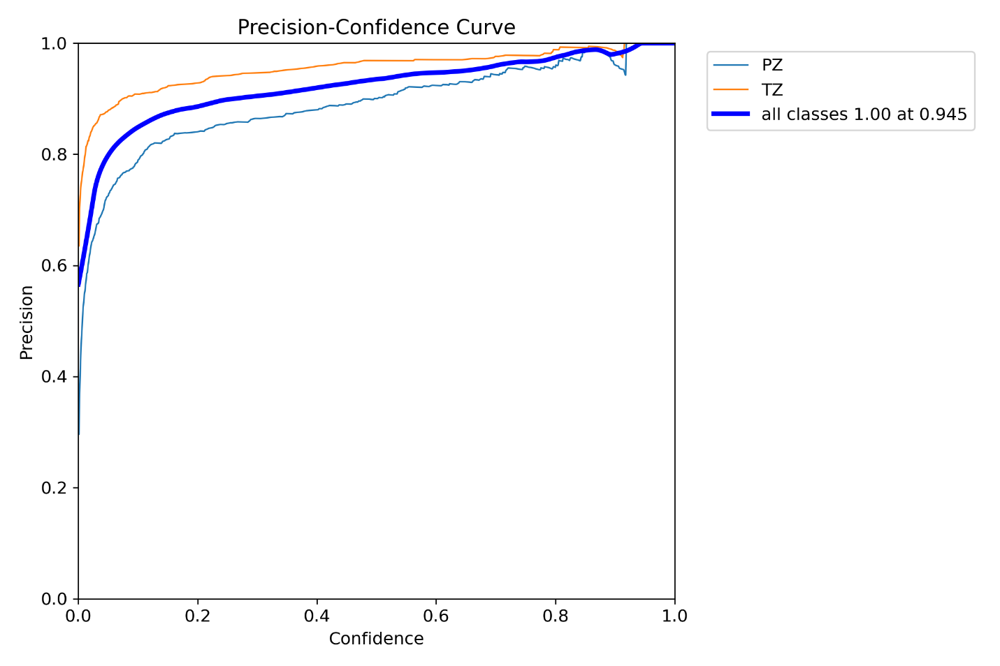 Precision-Confidence Curve
1.0
0.8
0.6
0.4
0.2
0.0
Precision
0.0 0.2 0.4 0.6 0.8 1.0
Confidence
PZ
TZ
all classes 1.00 at 0.945